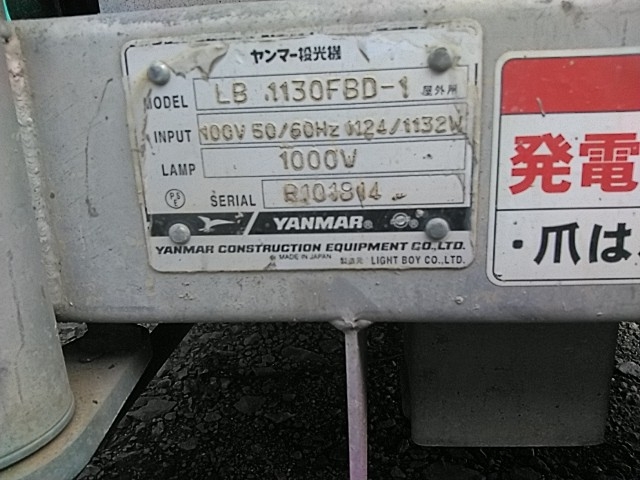 ヤンマー投光機
MODEL LB 1130FBD-1 屋外用
INPUT 100V 50/60Hz 1124/1132W
LAMP 1000W
PS E SERIAL R101814
YANMAR®
YANMAR CONSTRUCTION EQUIPMENT CO.,LTD.
MADE IN JAPAN 製造元 LIGHT BOY CO.,LTD.
発電
・爪は